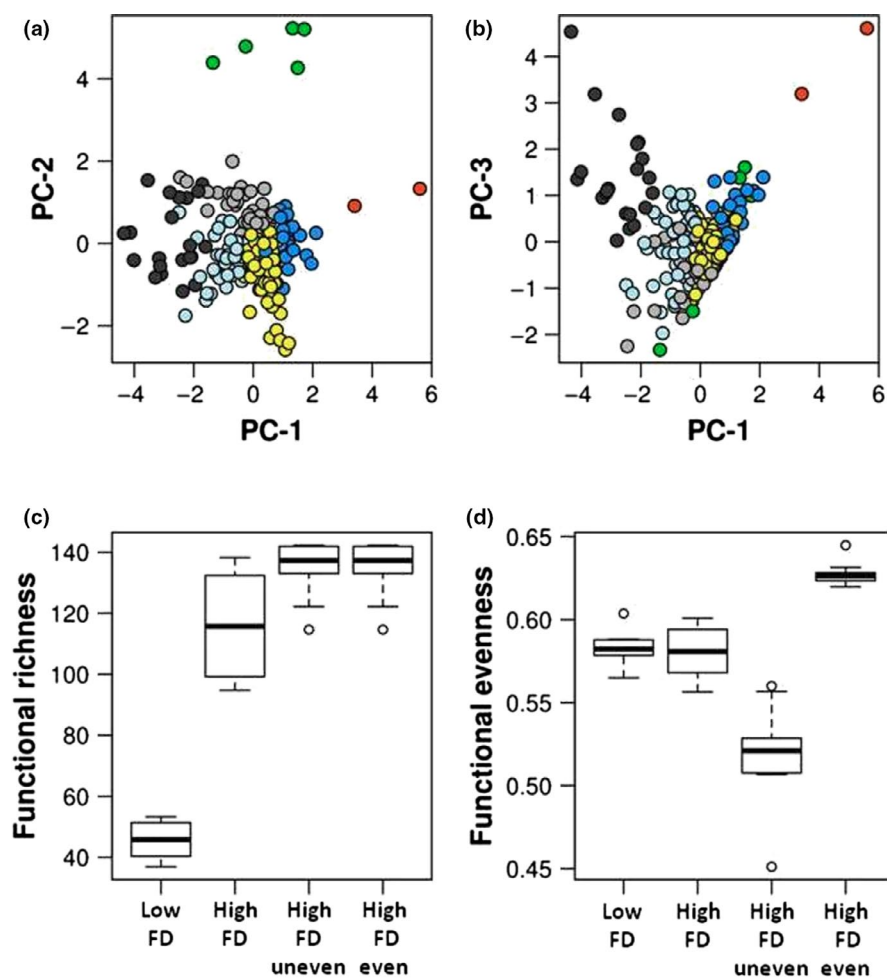 (a)
PC-2
4
2
0
−2
−4 −2 0 2 4 6
PC-1
(b)
PC-3
4
3
2
1
0
−1
−2
−4 −2 0 2 4 6
PC-1
(c)
Functional richness
140
120
100
80
60
40
Low FD
High FD
High FD uneven
High FD even
(d)
Functional evenness
0.65
0.60
0.55
0.50
0.45
Low FD
High FD
High FD uneven
High FD even